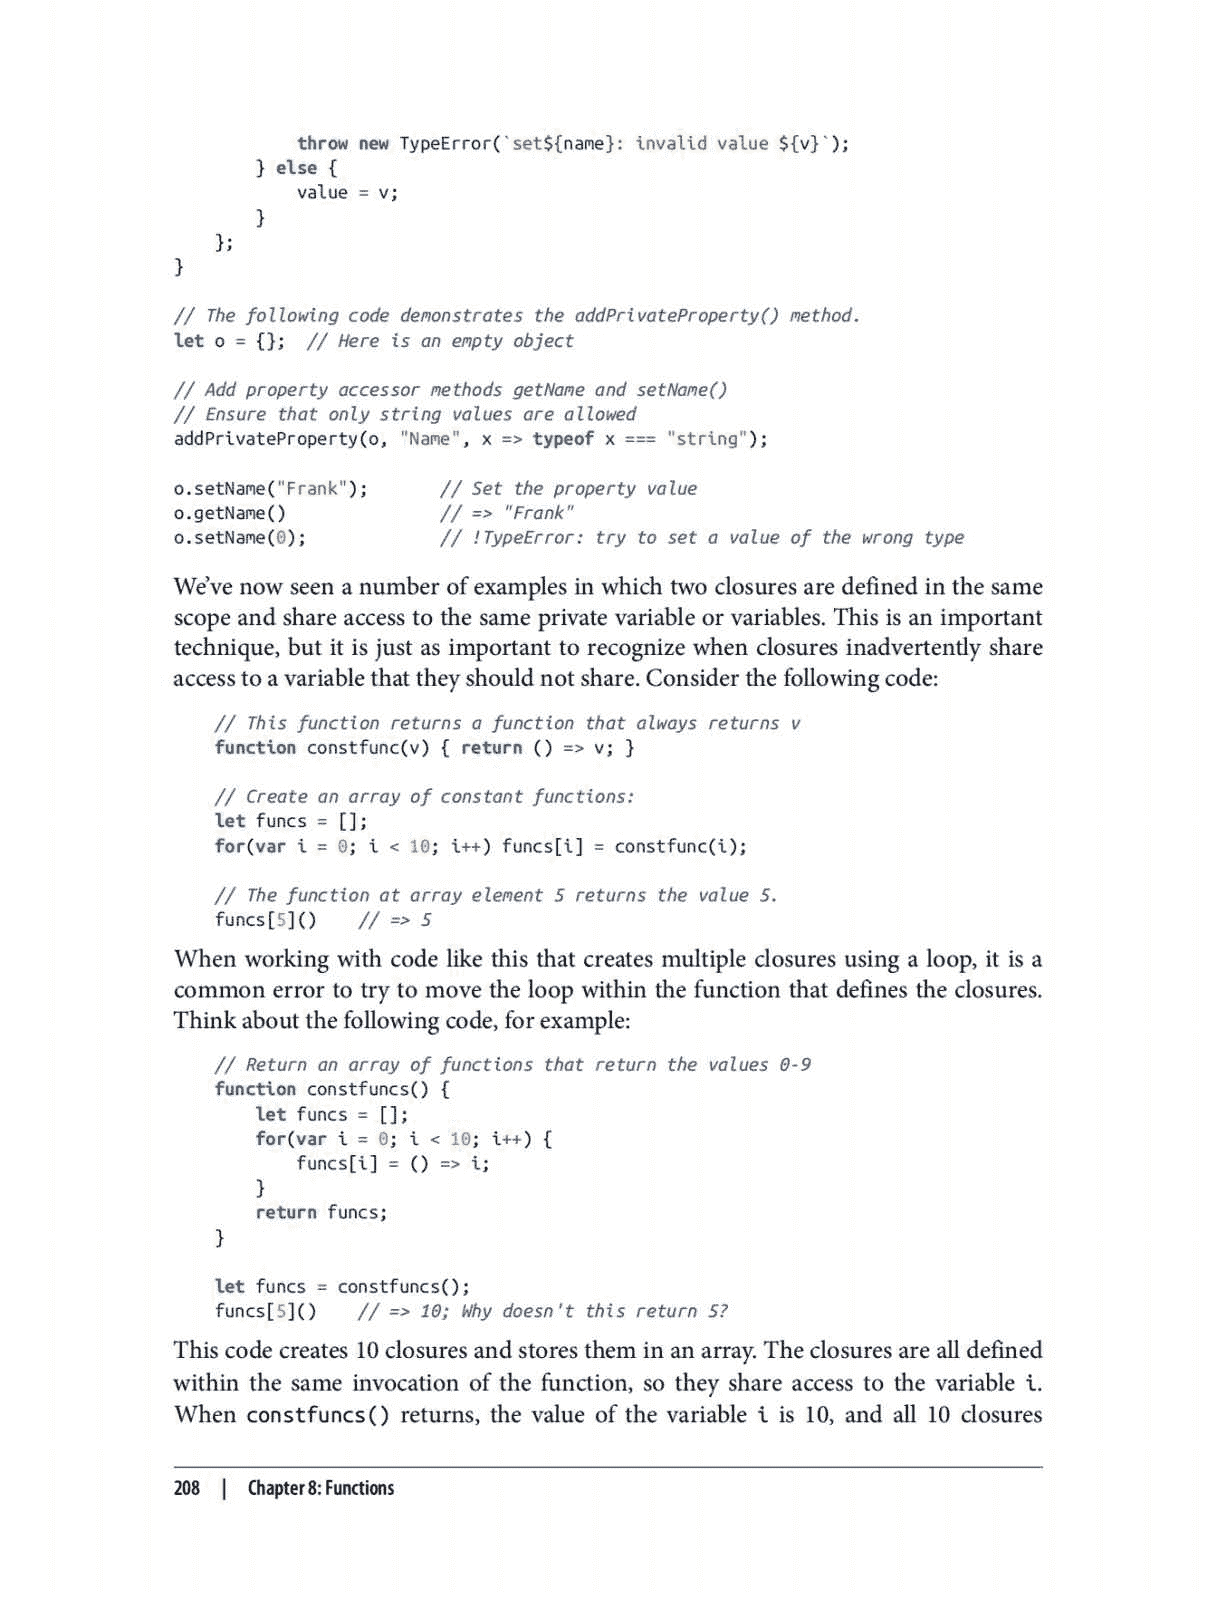 throw new TypeError(`set${name}: invalid value ${v}`);
        } else {
            value = v;
        }
    };
}
// The following code demonstrates the addPrivateProperty() method.
let o = {};  // Here is an empty object
// Add property accessor methods getName and setName()
// Ensure that only string values are allowed
addPrivateProperty(o, "Name", x => typeof x === "string");
o.setName("Frank");       // Set the property value
o.getName()               // => "Frank"
o.setName(0);             // !TypeError: try to set a value of the wrong type
We've now seen a number of examples in which two closures are defined in the same
scope and share access to the same private variable or variables. This is an important
technique, but it is just as important to recognize when closures inadvertently share
access to a variable that they should not share. Consider the following code:
// This function returns a function that always returns v
function constfunc(v) { return () => v; }
// Create an array of constant functions:
let funcs = [];
for(var i = 0; i < 10; i++) funcs[i] = constfunc(i);
// The function at array element 5 returns the value 5.
funcs[5]()    // => 5
When working with code like this that creates multiple closures using a loop, it is a
common error to try to move the loop within the function that defines the closures.
Think about the following code, for example:
// Return an array of functions that return the values 0-9
function constfuncs() {
    let funcs = [];
    for(var i = 0; i < 10; i++) {
        funcs[i] = () => i;
    }
    return funcs;
}
let funcs = constfuncs();
funcs[5]()    // => 10; Why doesn't this return 5?
This code creates 10 closures and stores them in an array. The closures are all defined
within the same invocation of the function, so they share access to the variable i.
When constfuncs() returns, the value of the variable i is 10, and all 10 closures
208 | Chapter 8: Functions